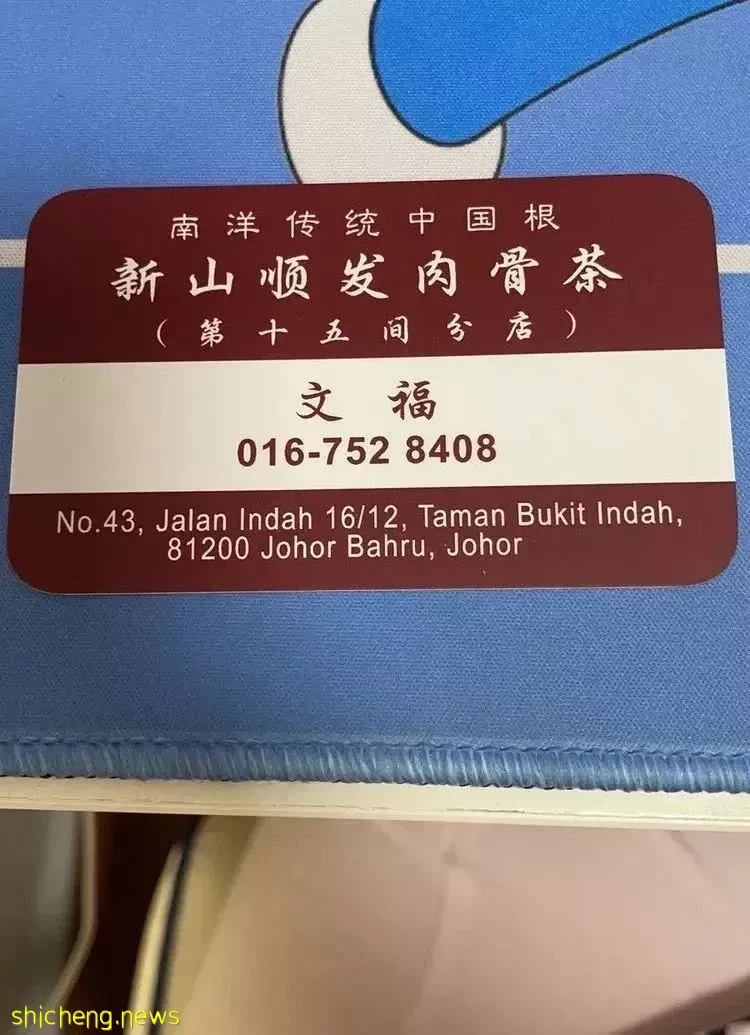 南洋传统中国根
新山顺发肉骨茶
（第十五间分店）
文福
016-752 8408
No.43, Jalan Indah 16/12, Taman Bukit Indah,
81200 Johor Bahru, Johor
shicheng.news